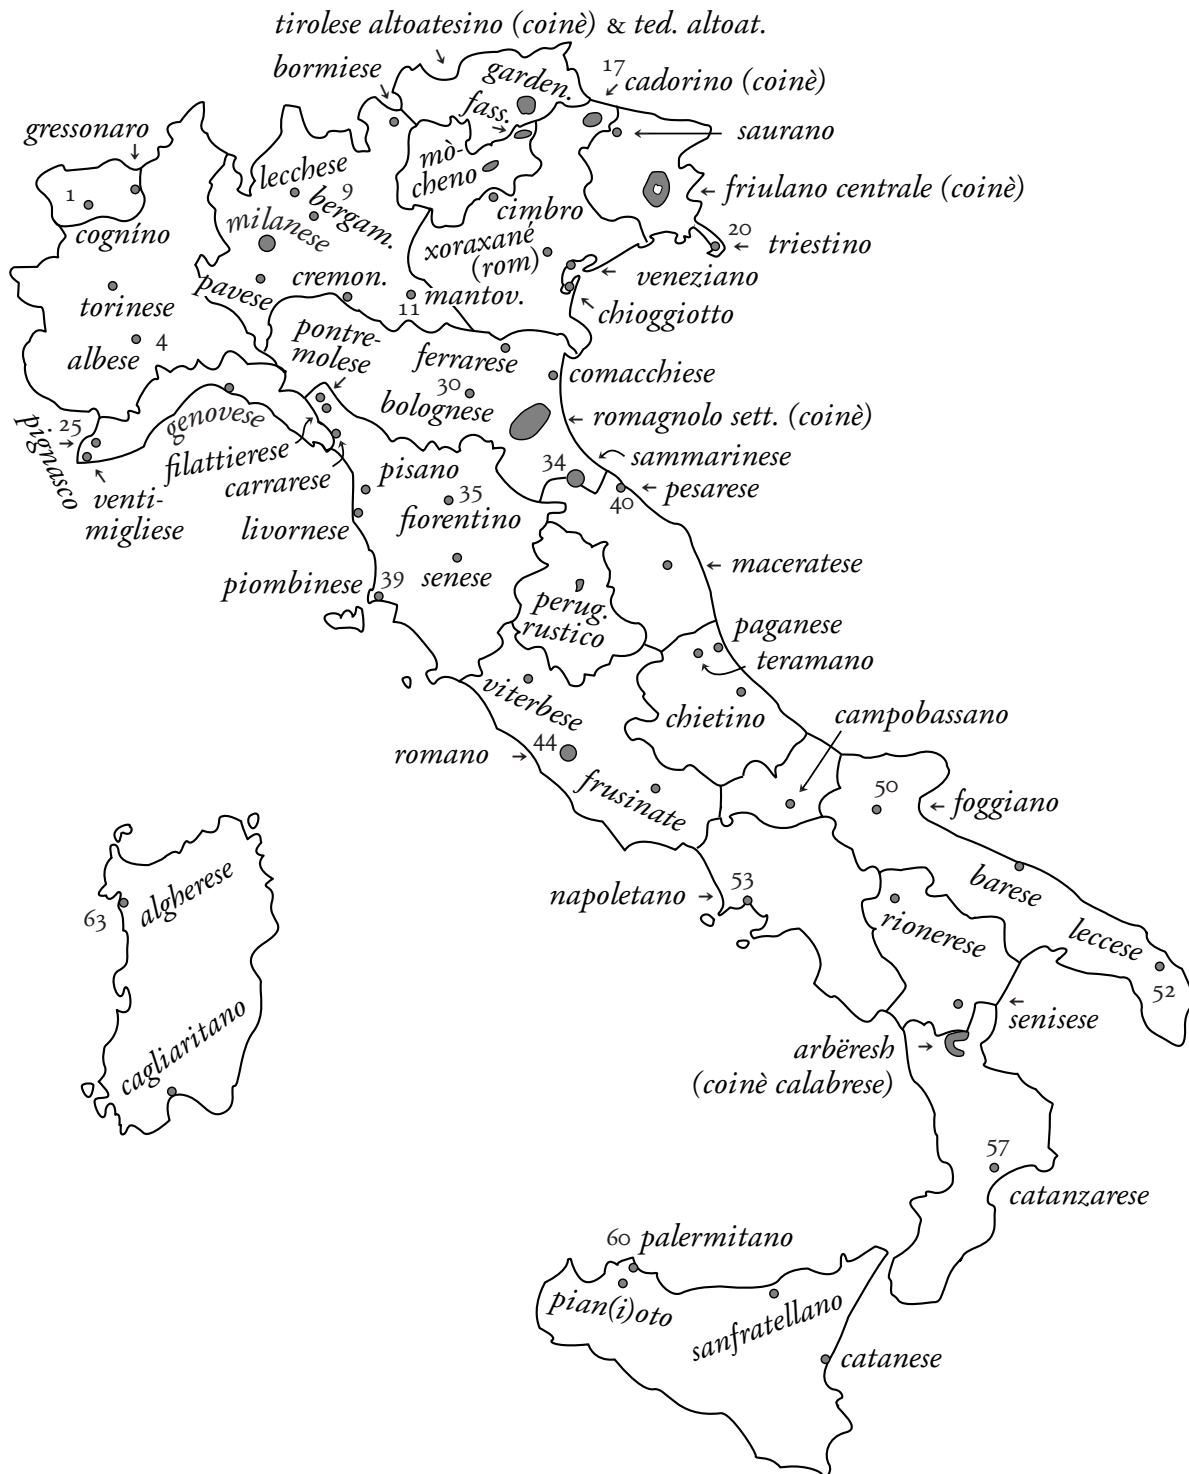 tirolese altoatesino (coinè) & ted. altoat.
bormiese
garden.
17
cadorino (coinè)
fass.
gressonaro
saurano
mò-
cheno
lecchese
9
bergam.
1
friulano centrale (coinè)
cimbro
milanese
cogníno
20
triestino
xoraxané
(rom)
veneziano
pavese
cremon.
mantov.
11
torinese
chioggiotto
4
albese
pontre-
molese
ferrarese
comacchiese
30
bolognese
romagnolo sett. (coinè)
25
pignasco
genovese
filattierese
carrarese
sammarinese
34
pisano
pesarese
40
venti-
migliese
35
fiorentino
livornese
maceratese
39
piombinese
senese
perug.
rustico
paganese
teramano
viterbese
chietino
campobassano
44
romano
frusinate
50
foggiano
barese
53
napoletano
algherese
63
rionerese
leccese
52
senisese
cagliaritano
arbëresh
(coinè calabrese)
57
catanzarese
60
palermitano
pian(i)oto
sanfratellano
catanese